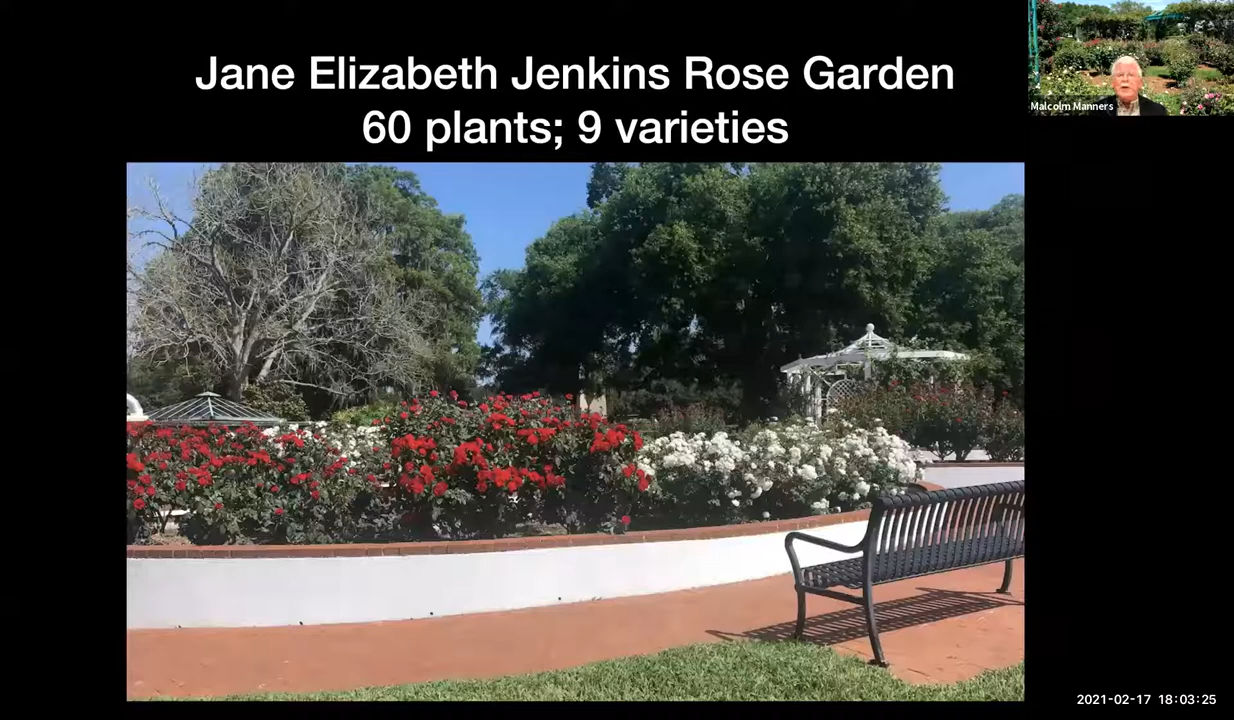 Jane Elizabeth Jenkins Rose Garden
60 plants; 9 varieties
Malcolm Manners
2021-02-17 18:03:25